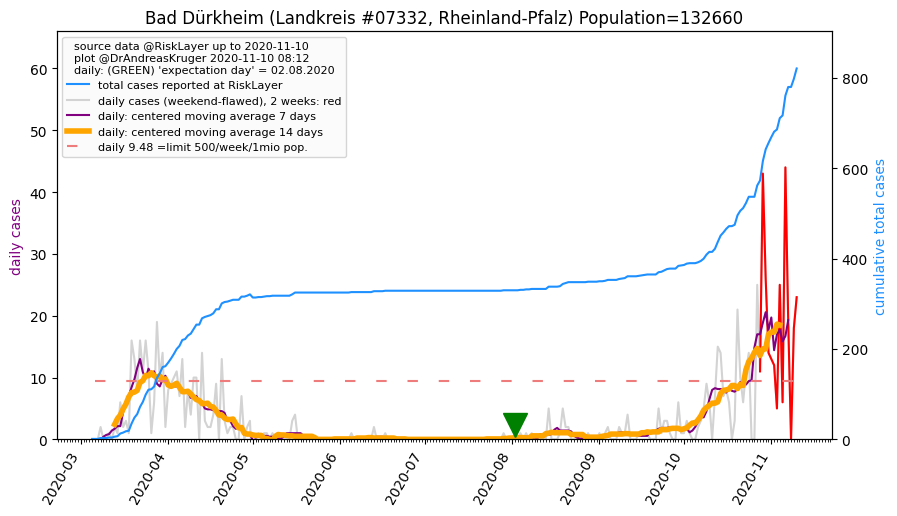 Bad Dürkheim (Landkreis #07332, Rheinland-Pfalz) Population=132660
source data @RiskLayer up to 2020-11-10
plot @DrAndreasKruger 2020-11-10 08:12
daily: (GREEN) 'expectation day' = 02.08.2020
total cases reported at RiskLayer
daily cases (weekend-flawed), 2 weeks: red
daily: centered moving average 7 days
daily: centered moving average 14 days
daily 9.48 =limit 500/week/1mio pop.
daily cases
60
50
40
30
20
10
0
cumulative total cases
800
600
400
200
0
2020-03
2020-04
2020-05
2020-06
2020-07
2020-08
2020-09
2020-10
2020-11